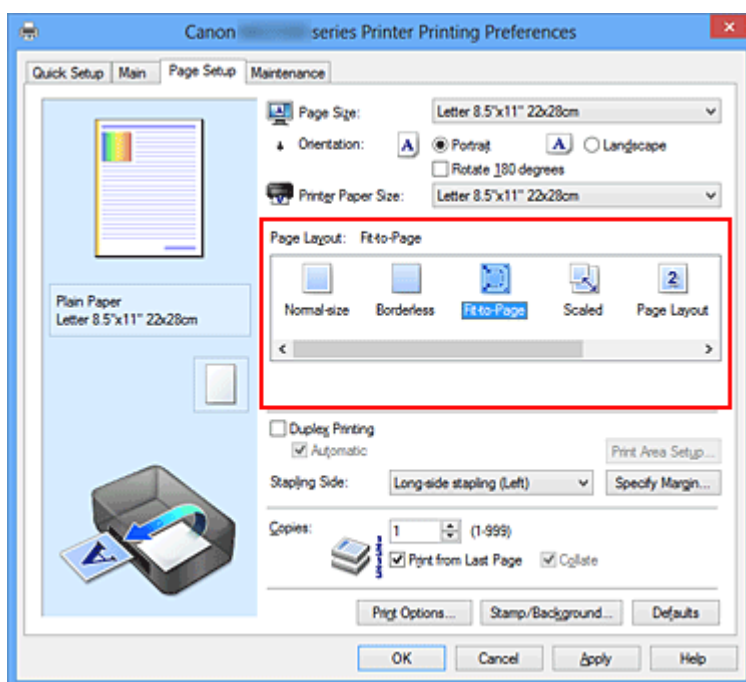 Canon series Printer Printing Preferences
Quick Setup Main Page Setup Maintenance
Page Size: Letter 8.5"x11" 22x28cm
Orientation: A Portrait A Landscape
Rotate 180 degrees
Printer Paper Size: Letter 8.5"x11" 22x28cm
Page Layout: Fit-to-Page
Normal-size Borderless Fit-to-Page Scaled 2 Page Layout
Plain Paper
Letter 8.5"x11" 22x28cm
Duplex Printing
Automatic
Print Area Setup...
Stapling Side: Long-side stapling (Left) Specify Margin...
Copies: 1 (1-999)
Print from Last Page Collate
A
Print Options... Stamp/Background... Defaults
OK Cancel Apply Help